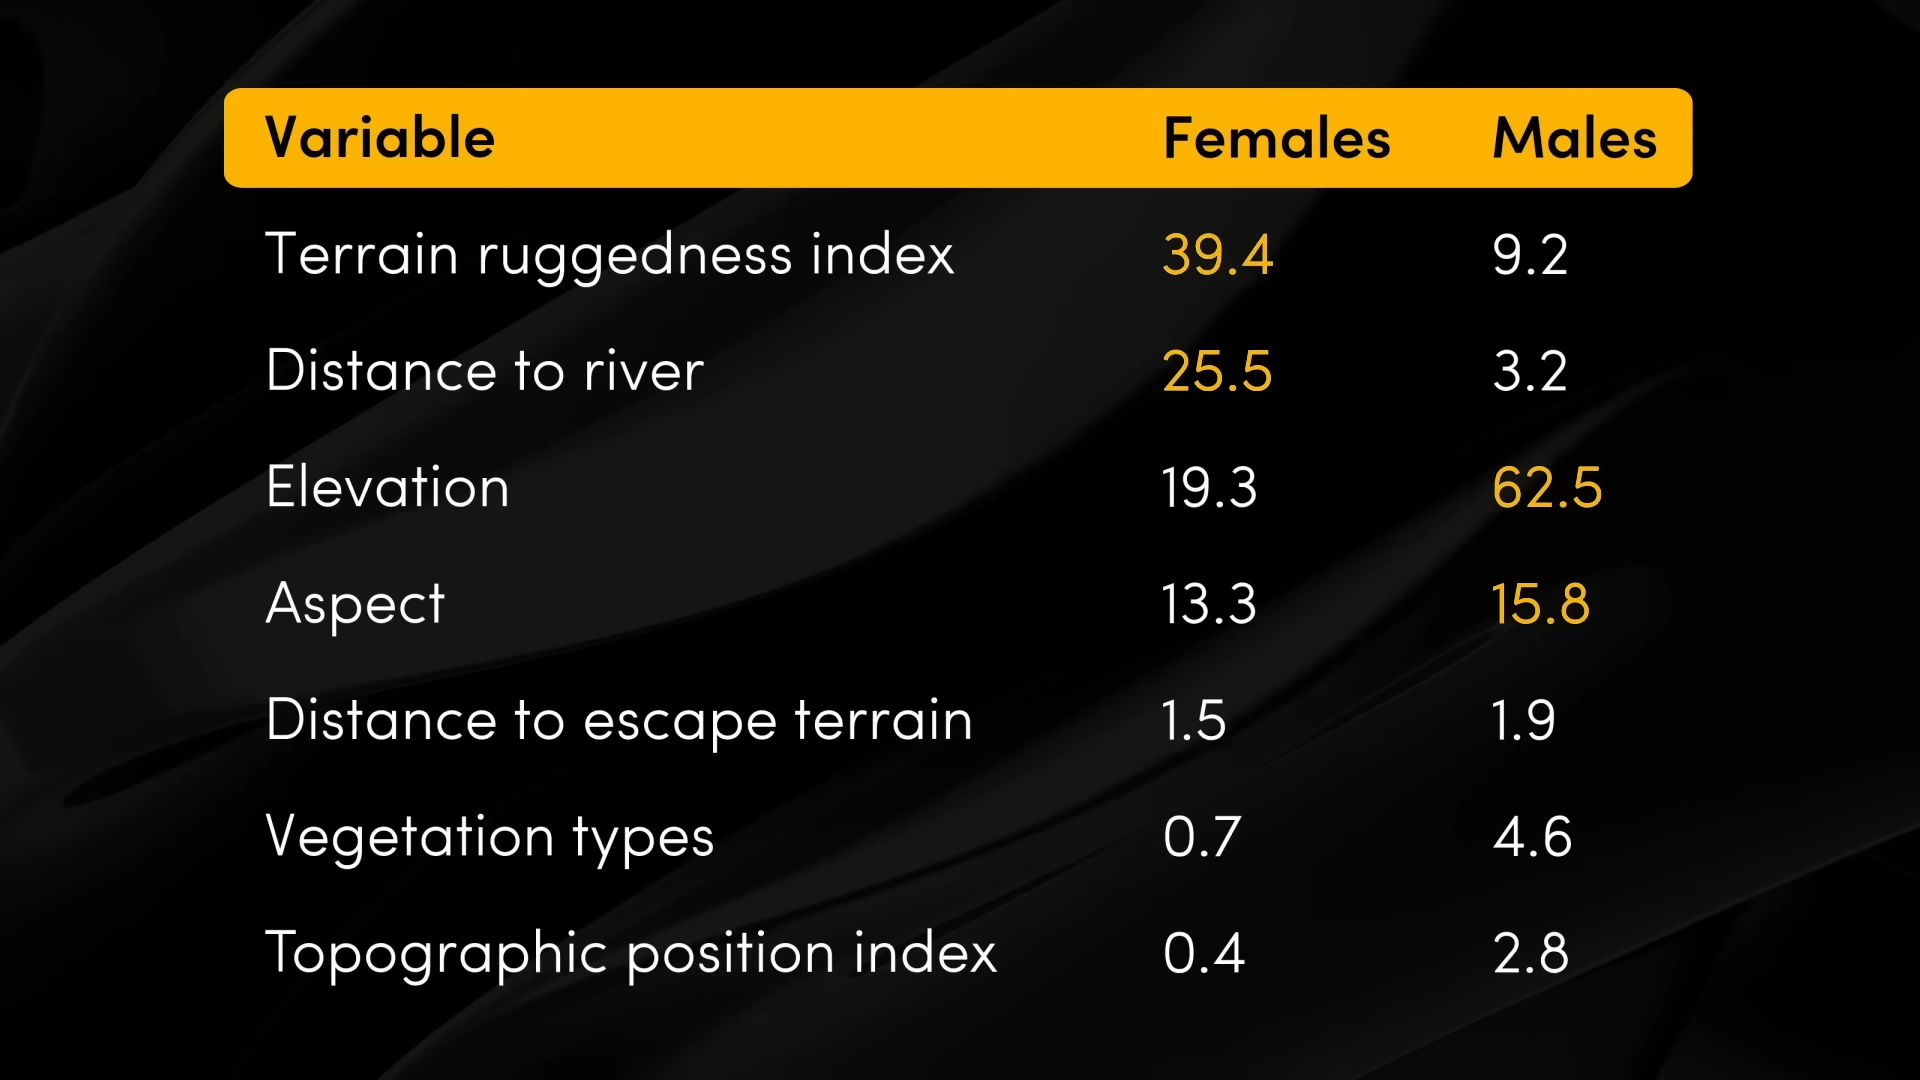 Variable Females Males
Terrain ruggedness index 39.4 9.2
Distance to river 25.5 3.2
Elevation 19.3 62.5
Aspect 13.3 15.8
Distance to escape terrain 1.5 1.9
Vegetation types 0.7 4.6
Topographic position index 0.4 2.8